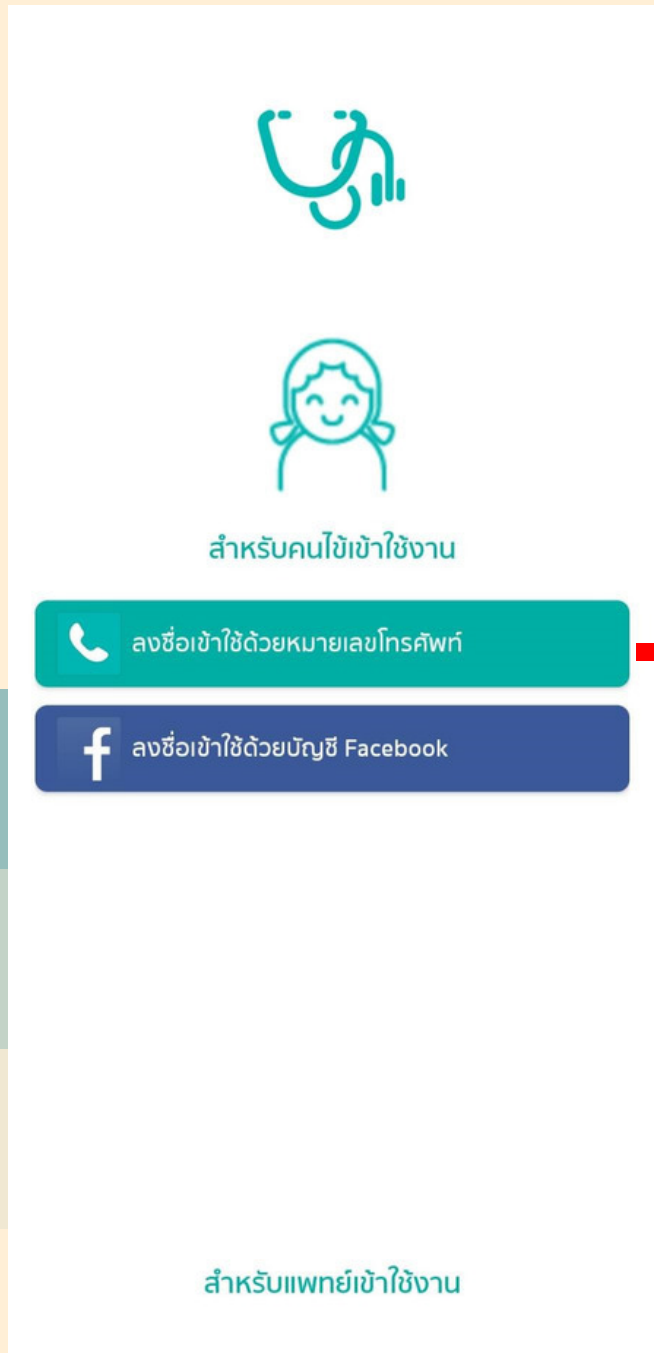 สำหรับคนไข้เข้าใช้งาน
ลงชื่อเข้าใช้ด้วยหมายเลขโทรศัพท์
ลงชื่อเข้าใช้ด้วยบัญชี Facebook
สำหรับแพทย์เข้าใช้งาน